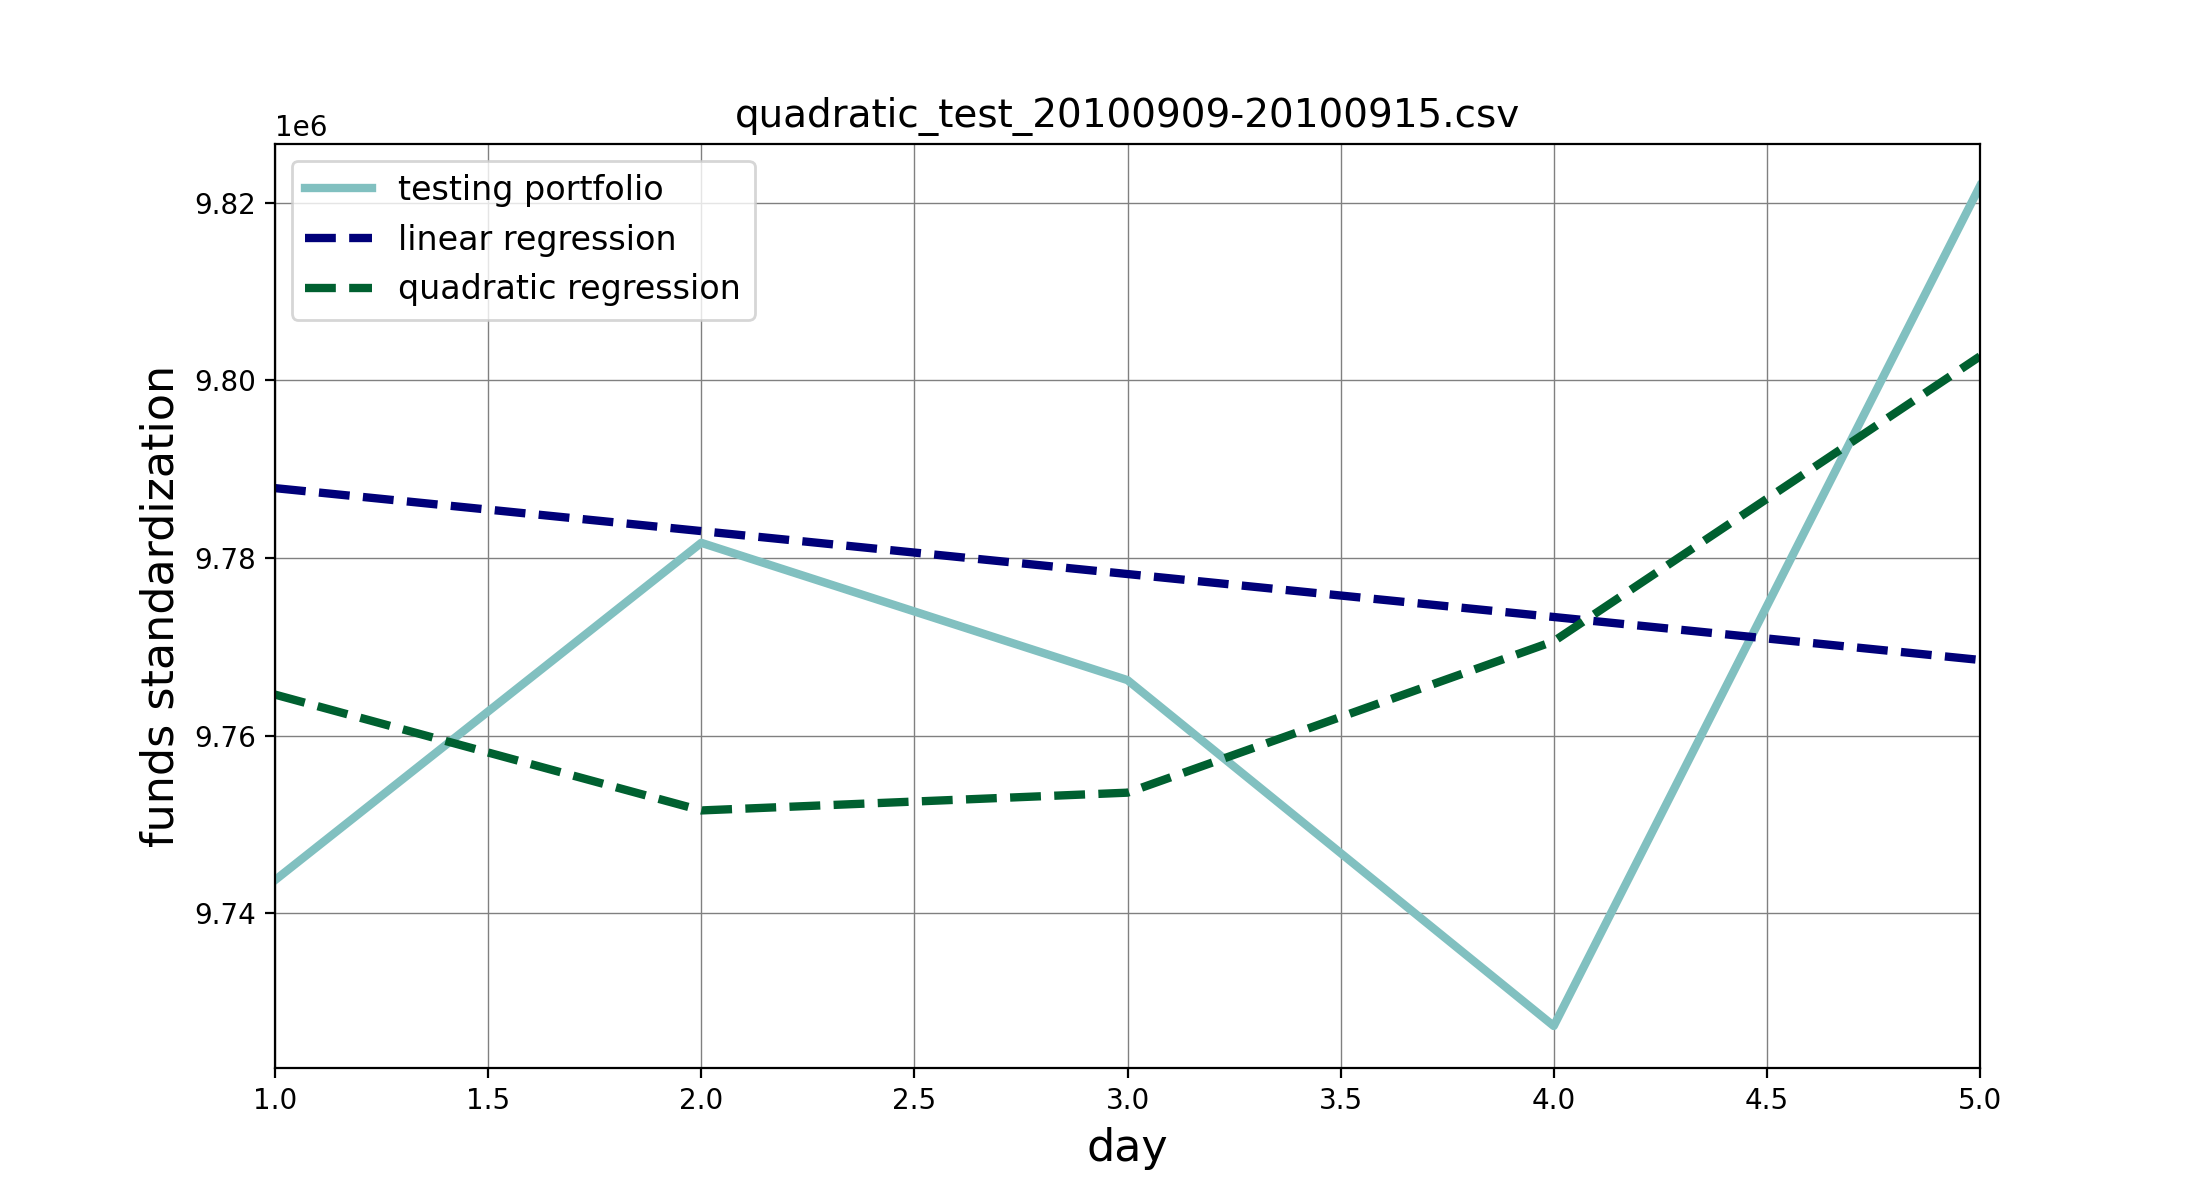 quadratic_test_20100909-20100915.csv
1e6
testing portfolio
linear regression
quadratic regression
9.82
9.80
9.78
9.76
9.74
funds standardization
1.0 1.5 2.0 2.5 3.0 3.5 4.0 4.5 5.0
day